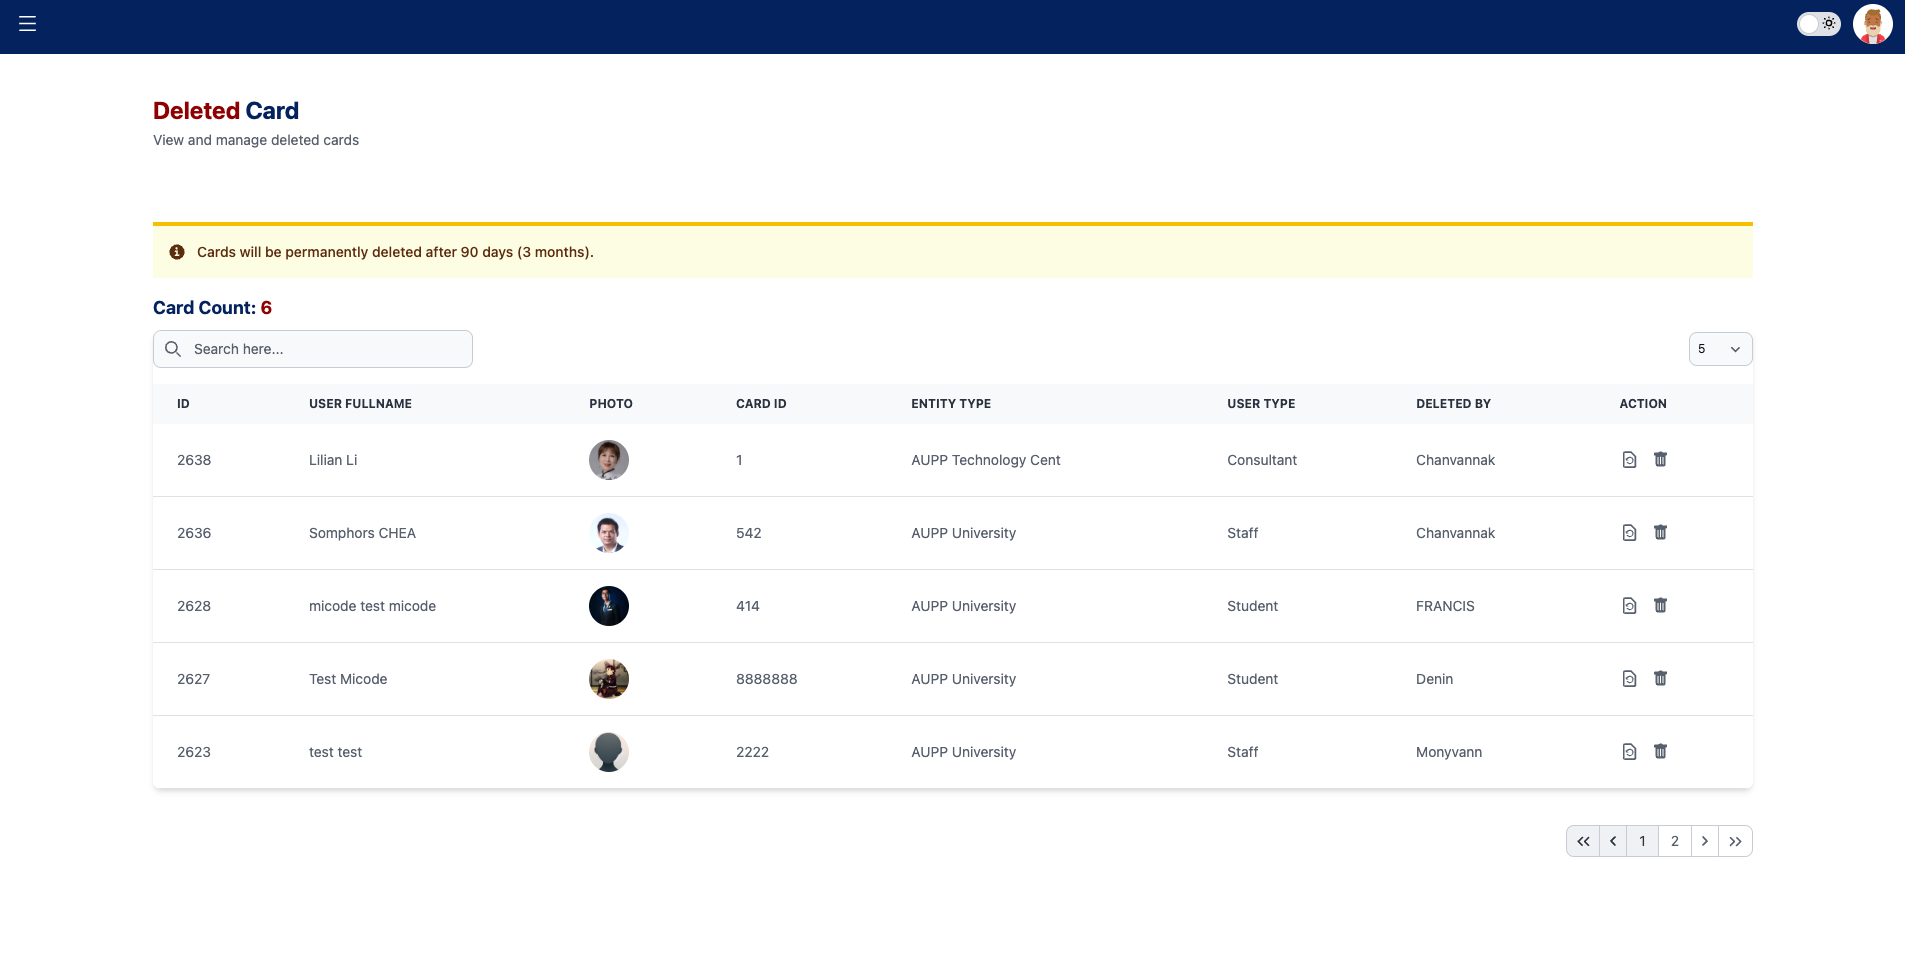 Deleted Card
View and manage deleted cards
Cards will be permanently deleted after 90 days (3 months).
Card Count: 6
Search here...
5
ID USER FULLNAME PHOTO CARD ID ENTITY TYPE USER TYPE DELETED BY ACTION
2638 Lilian Li 1 AUPP Technology Cent Consultant Chanvannak
2636 Somphors CHEA 542 AUPP University Staff Chanvannak
2628 micode test micode 414 AUPP University Student FRANCIS
2627 Test Micode 8888888 AUPP University Student Denin
2623 test test 2222 AUPP University Staff Monyvann
1 2